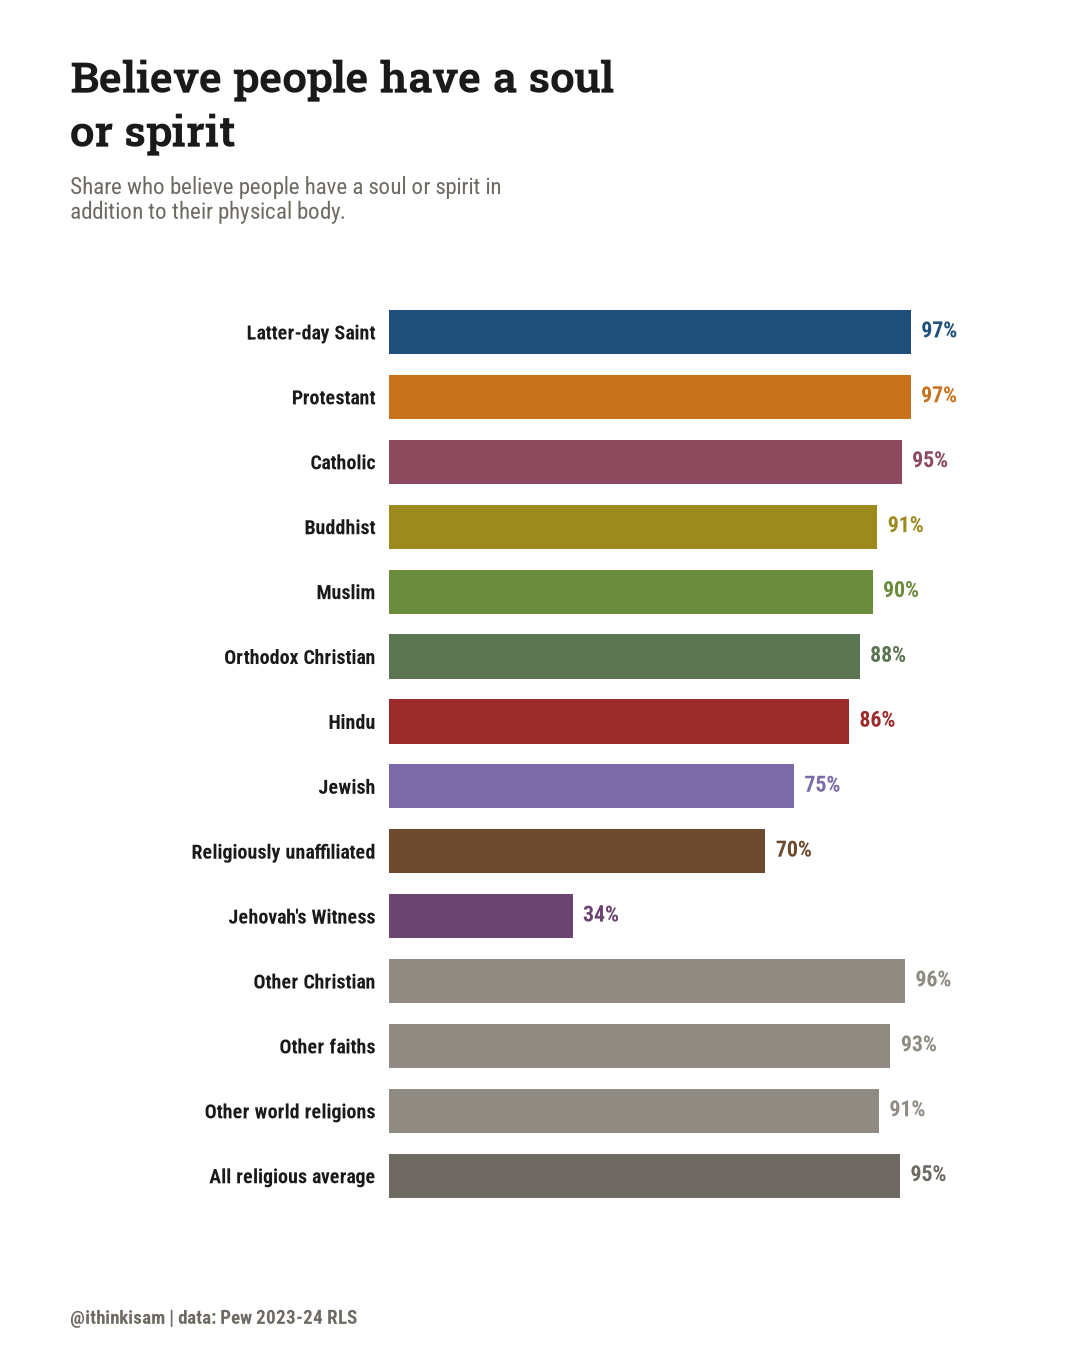 Believe people have a soul
or spirit
Share who believe people have a soul or spirit in
addition to their physical body.
Latter-day Saint 97%
Protestant 97%
Catholic 95%
Buddhist 91%
Muslim 90%
Orthodox Christian 88%
Hindu 86%
Jewish 75%
Religiously unaffiliated 70%
Jehovah's Witness 34%
Other Christian 96%
Other faiths 93%
Other world religions 91%
All religious average 95%
@ithinkisam | data: Pew 2023-24 RLS